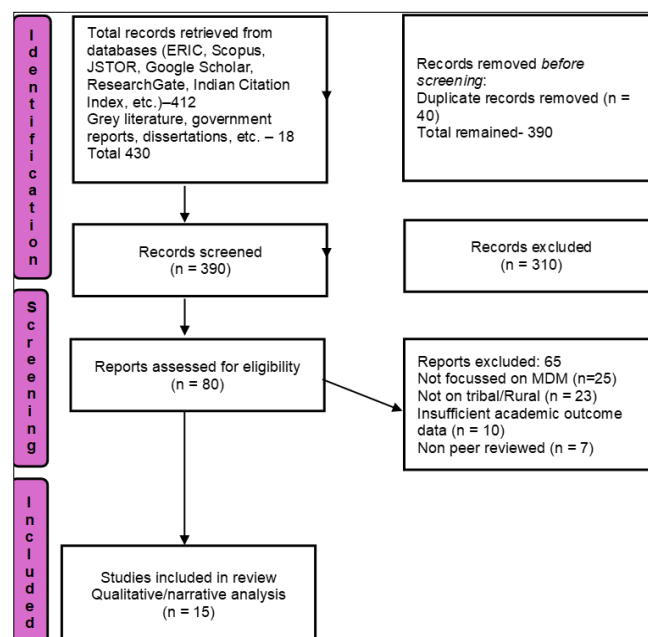 Identification
Total records retrieved from
databases (ERIC, Scopus,
JSTOR, Google Scholar,
ResearchGate, Indian Citation
Index, etc.)–412
Grey literature, government
reports, dissertations, etc. – 18
Total 430
Records removed before
screening:
Duplicate records removed (n =
40)
Total remained- 390
Records screened
(n = 390)
Records excluded
(n = 310)
Screening
Reports assessed for eligibility
(n = 80)
Reports excluded: 65
Not focussed on MDM (n=25)
Not on tribal/Rural (n = 23)
Insufficient academic outcome
data (n = 10)
Non peer reviewed (n = 7)
Included
Studies included in review
Qualitative/narrative analysis
(n = 15)